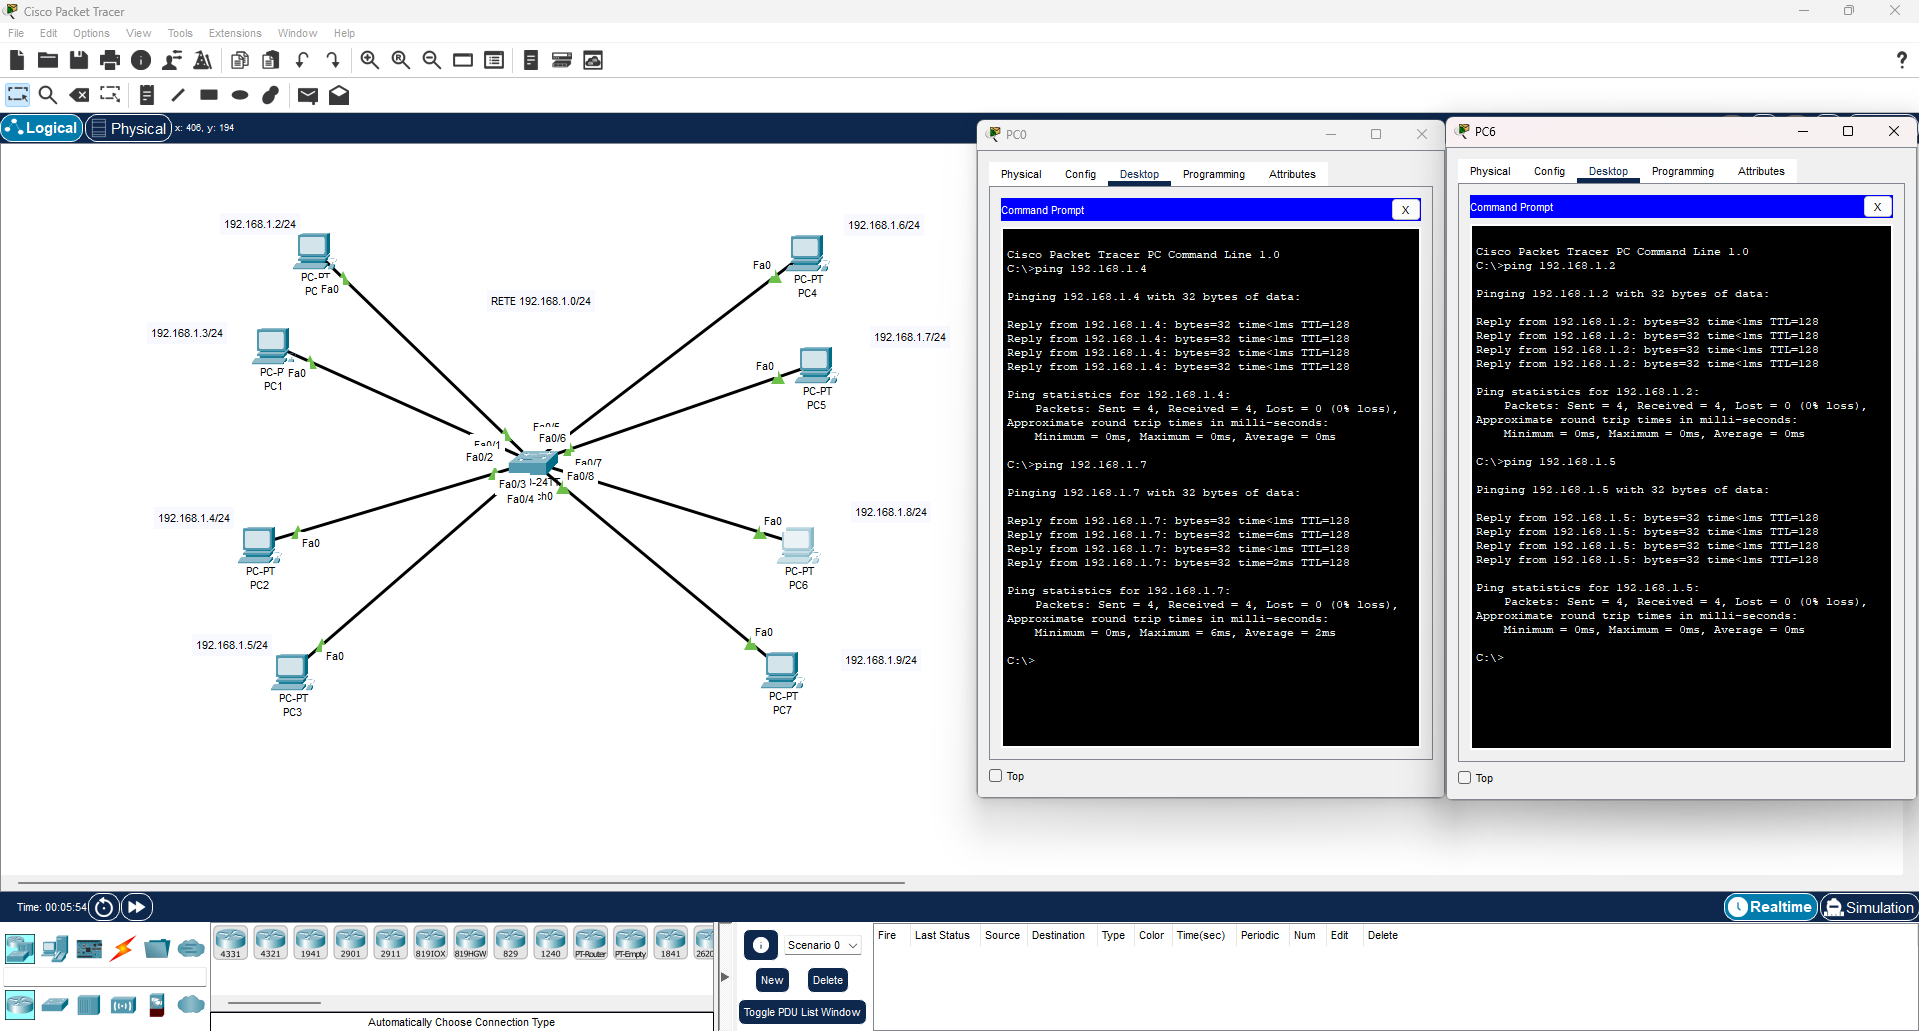 Cisco Packet Tracer
File Edit Options View Tools Extensions Window Help
Logical Physical x: 406, y: 194
192.168.1.2/24
PC-PT
PC Fa0
192.168.1.3/24
PC-P Fa0
PC1
RETE 192.168.1.0/24
192.168.1.6/24
Fa0
PC-PT
PC4
192.168.1.7/24
Fa0
PC-PT
PC5
Fa0/5
Fa0/6
Fa0/1
Fa0/2
Fa0/7
Fa0/8
Fa0/3 -24TT
Fa0/4 ch0
192.168.1.4/24
Fa0
PC-PT
PC2
192.168.1.8/24
Fa0
PC-PT
PC6
192.168.1.5/24
Fa0
PC-PT
PC3
Fa0
192.168.1.9/24
PC-PT
PC7
PC0
Physical Config Desktop Programming Attributes
Command Prompt X
Cisco Packet Tracer PC Command Line 1.0
C:\>ping 192.168.1.4
Pinging 192.168.1.4 with 32 bytes of data:
Reply from 192.168.1.4: bytes=32 time<1ms TTL=128
Reply from 192.168.1.4: bytes=32 time<1ms TTL=128
Reply from 192.168.1.4: bytes=32 time<1ms TTL=128
Reply from 192.168.1.4: bytes=32 time<1ms TTL=128
Ping statistics for 192.168.1.4:
Packets: Sent = 4, Received = 4, Lost = 0 (0% loss),
Approximate round trip times in milli-seconds:
Minimum = 0ms, Maximum = 0ms, Average = 0ms
C:\>ping 192.168.1.7
Pinging 192.168.1.7 with 32 bytes of data:
Reply from 192.168.1.7: bytes=32 time<1ms TTL=128
Reply from 192.168.1.7: bytes=32 time=6ms TTL=128
Reply from 192.168.1.7: bytes=32 time<1ms TTL=128
Reply from 192.168.1.7: bytes=32 time=2ms TTL=128
Ping statistics for 192.168.1.7:
Packets: Sent = 4, Received = 4, Lost = 0 (0% loss),
Approximate round trip times in milli-seconds:
Minimum = 0ms, Maximum = 6ms, Average = 2ms
C:\>
Top
PC6
Physical Config Desktop Programming Attributes
Command Prompt X
Cisco Packet Tracer PC Command Line 1.0
C:\>ping 192.168.1.2
Pinging 192.168.1.2 with 32 bytes of data:
Reply from 192.168.1.2: bytes=32 time<1ms TTL=128
Reply from 192.168.1.2: bytes=32 time<1ms TTL=128
Reply from 192.168.1.2: bytes=32 time<1ms TTL=128
Reply from 192.168.1.2: bytes=32 time<1ms TTL=128
Ping statistics for 192.168.1.2:
Packets: Sent = 4, Received = 4, Lost = 0 (0% loss),
Approximate round trip times in milli-seconds:
Minimum = 0ms, Maximum = 0ms, Average = 0ms
C:\>ping 192.168.1.5
Pinging 192.168.1.5 with 32 bytes of data:
Reply from 192.168.1.5: bytes=32 time<1ms TTL=128
Reply from 192.168.1.5: bytes=32 time<1ms TTL=128
Reply from 192.168.1.5: bytes=32 time<1ms TTL=128
Reply from 192.168.1.5: bytes=32 time<1ms TTL=128
Ping statistics for 192.168.1.5:
Packets: Sent = 4, Received = 4, Lost = 0 (0% loss),
Approximate round trip times in milli-seconds:
Minimum = 0ms, Maximum = 0ms, Average = 0ms
C:\>
Top
Time: 00:05:54
Realtime Simulation
4331 4321 1941 2901 2911 819IOX 819HGW 829 1240 PT-Router PT-Empty 1841 2620
Automatically Choose Connection Type
Scenario 0
New Delete
Toggle PDU List Window
Fire Last Status Source Destination Type Color Time(sec) Periodic Num Edit Delete